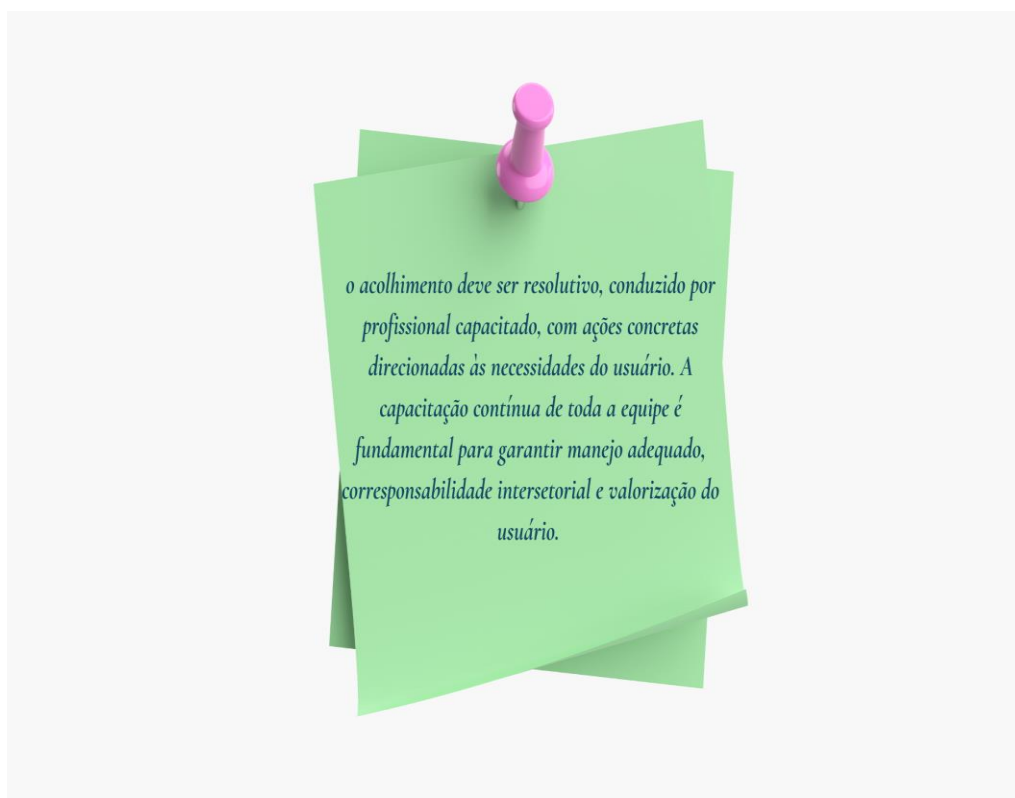 o acolhimento deve ser resolutivo, conduzido por
profissional capacitado, com ações concretas
direcionadas às necessidades do usuário. A
capacitação contínua de toda a equipe é
fundamental para garantir manejo adequado,
corresponsabilidade intersetorial e valorização do
usuário.